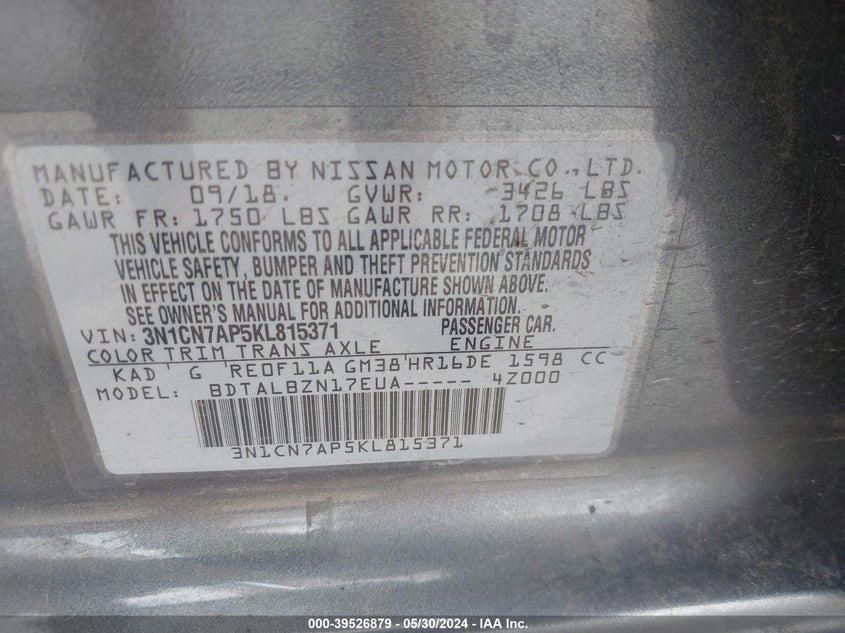 MANUFACTURED BY NISSAN MOTOR CO., LTD.
DATE: 09/18. GVWR: 3426 LBS
GAWR FR: 1750 LBS GAWR RR: 1708 LBS
THIS VEHICLE CONFORMS TO ALL APPLICABLE FEDERAL MOTOR
VEHICLE SAFETY, BUMPER AND THEFT PREVENTION STANDARDS
IN EFFECT ON THE DATE OF MANUFACTURE SHOWN ABOVE.
SEE OWNER'S MANUAL FOR ADDITIONAL INFORMATION.
VIN: 3N1CN7AP5KL815371 PASSENGER CAR.
COLOR TRIM TRANS AXLE ENGINE
KAD G RE0F11A GM38 HR16DE 1598 CC
MODEL: BDTALBZN17EUA----- 4Z000
3N1CN7AP5KL815371
000-39526879 / 05/30/2024 - IAA Inc.